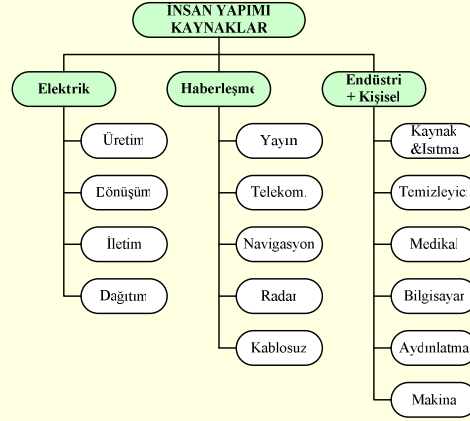 İNSAN YAPIMI
KAYNAKLAR
Elektrik
Haberleşme
Endüstri
+ Kişisel
Üretim
Dönüşüm
İletim
Dağıtım
Yayın
Telekom.
Navigasyon
Radar
Kablosuz
Kaynak
&Isıtma
Temizleyici
Medikal
Bilgisayar
Aydınlatma
Makina